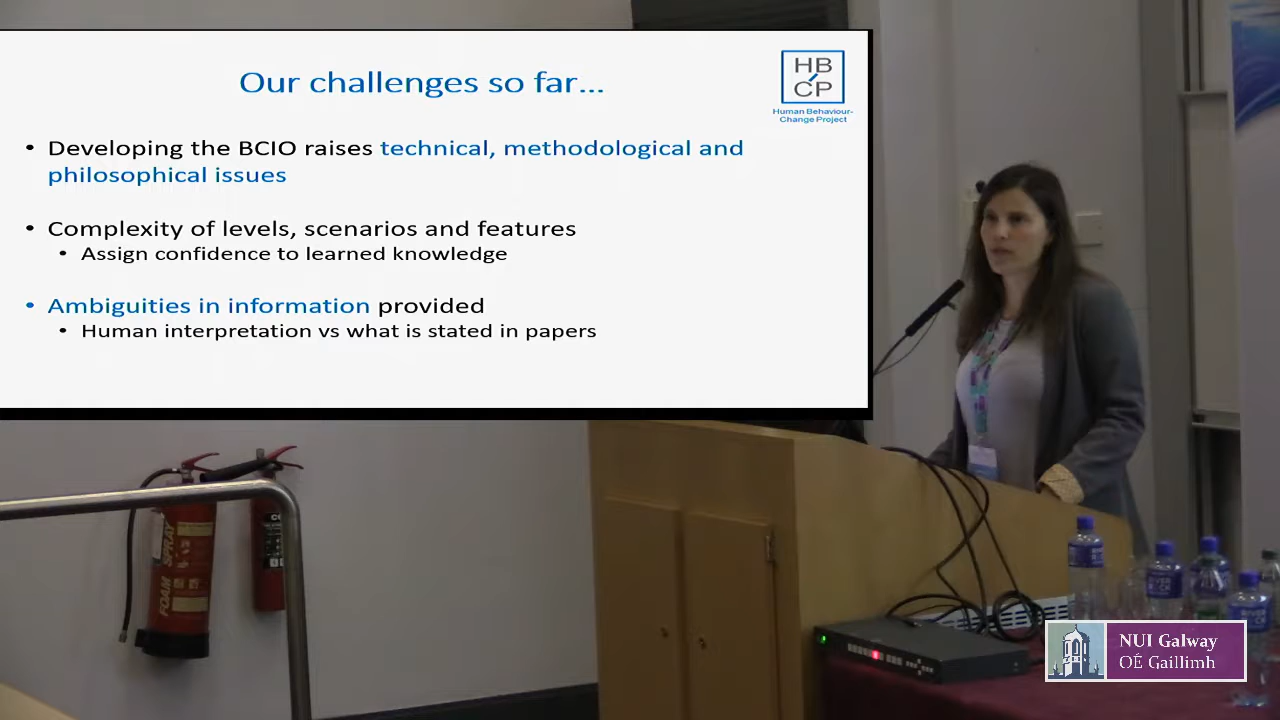 Our challenges so far...
HB
CP
Human Behaviour-
Change Project
• Developing the BCIO raises technical, methodological and
philosophical issues
• Complexity of levels, scenarios and features
• Assign confidence to learned knowledge
• Ambiguities in information provided
• Human interpretation vs what is stated in papers
FOAM SPRAY
NUI Galway
OÉ Gaillimh